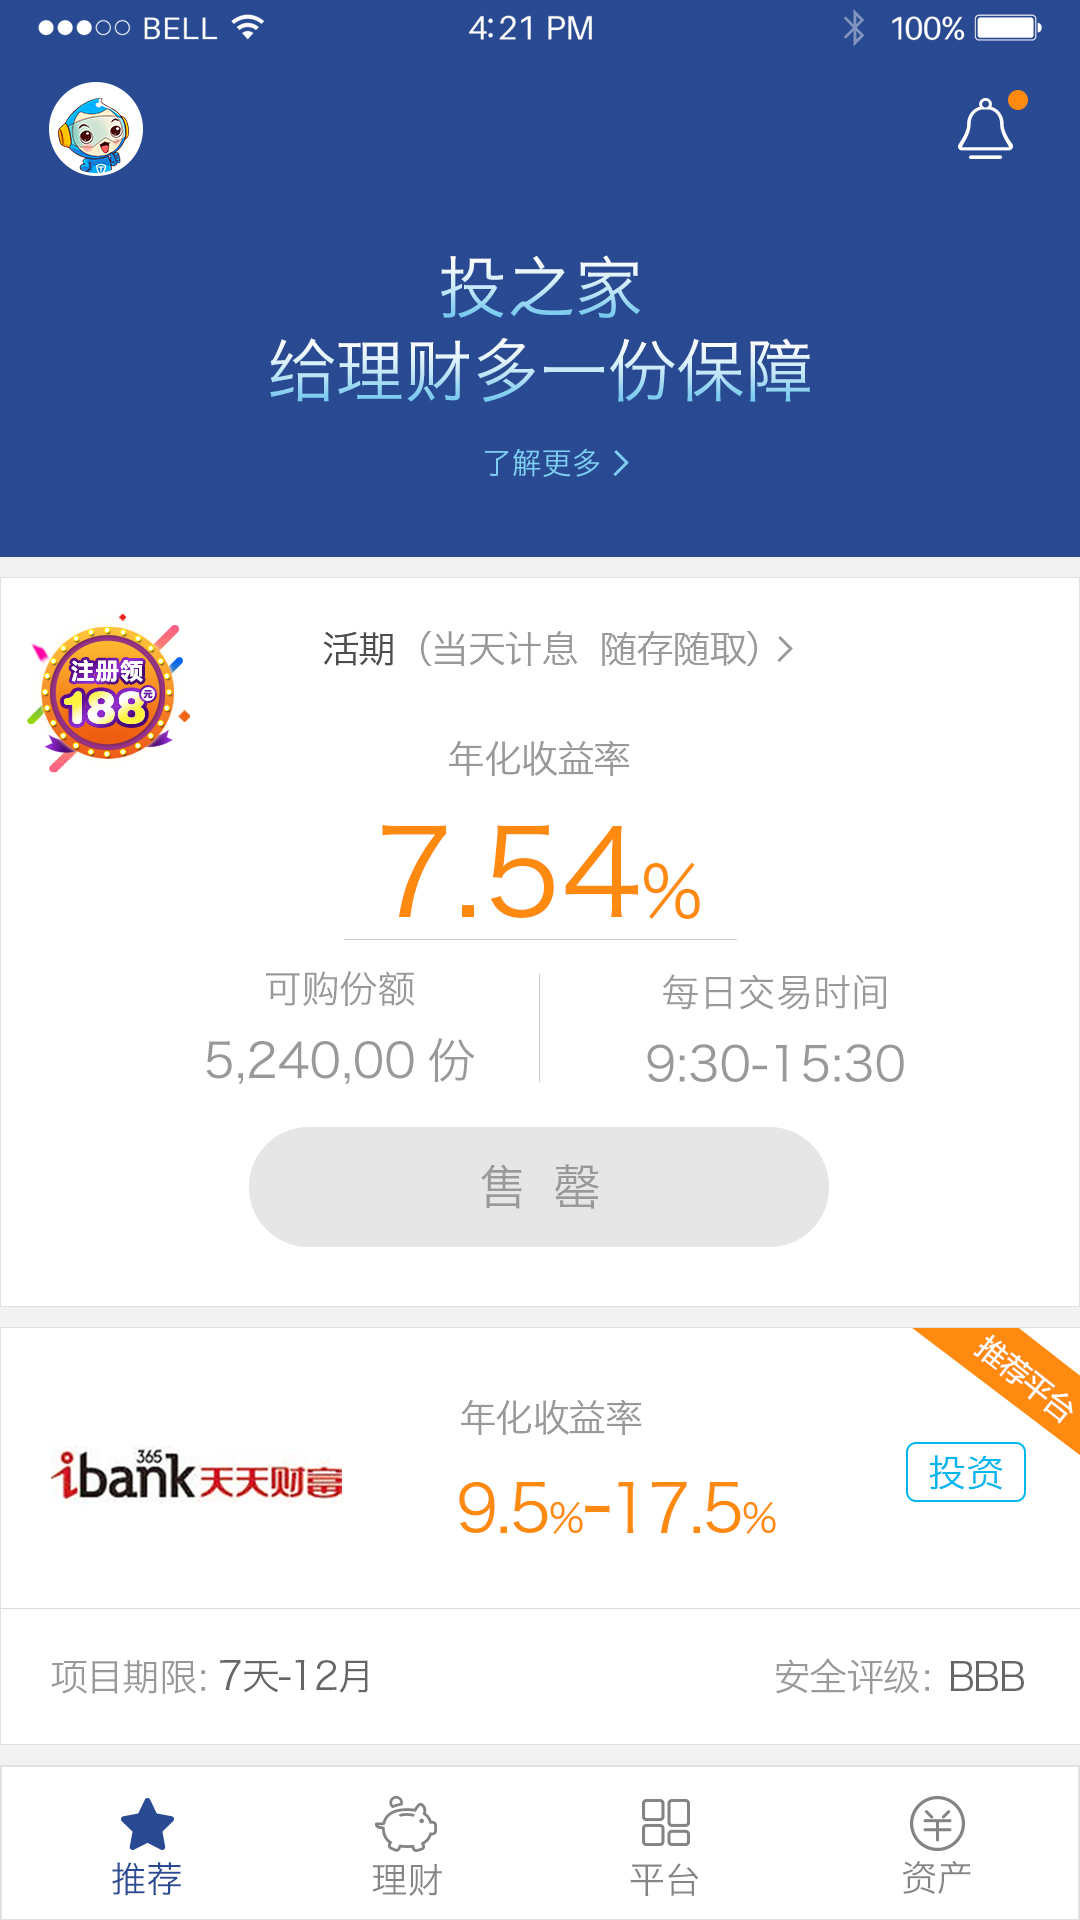 BELL 4:21 PM 100%
投之家
给理财多一份保障
了解更多
注册领
188元
活期（当天计息 随存随取）
年化收益率
7.54%
可购份额
5,240,00 份
每日交易时间
9:30-15:30
售 罄
推荐平台
365
ibank天天财富
年化收益率
9.5%-17.5%
投资
项目期限: 7天-12月
安全评级: BBB
推荐
理财
平台
资产